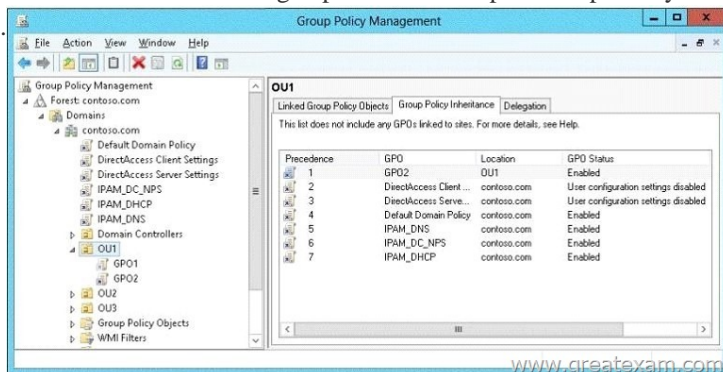 Group Policy Management
File Action View Window Help
Group Policy Management
Forest: contoso.com
Domains
contoso.com
Default Domain Policy
DirectAccess Client Settings
DirectAccess Server Settings
IPAM_DC_NPS
IPAM_DHCP
IPAM_DNS
Domain Controllers
OU1
GPO1
GPO2
OU2
OU3
Group Policy Objects
WMI Filters
OU1
Linked Group Policy Objects Group Policy Inheritance Delegation
This list does not include any GPOs linked to sites. For more details, see Help.
Precedence GPO Location GPO Status
1 GPO2 OU1 Enabled
2 DirectAccess Client ... contoso.com User configuration settings disabled
3 DirectAccess Serve... contoso.com User configuration settings disabled
4 Default Domain Policy contoso.com Enabled
5 IPAM_DNS contoso.com Enabled
6 IPAM_DC_NPS contoso.com Enabled
7 IPAM_DHCP contoso.com Enabled
www.greatexam.com